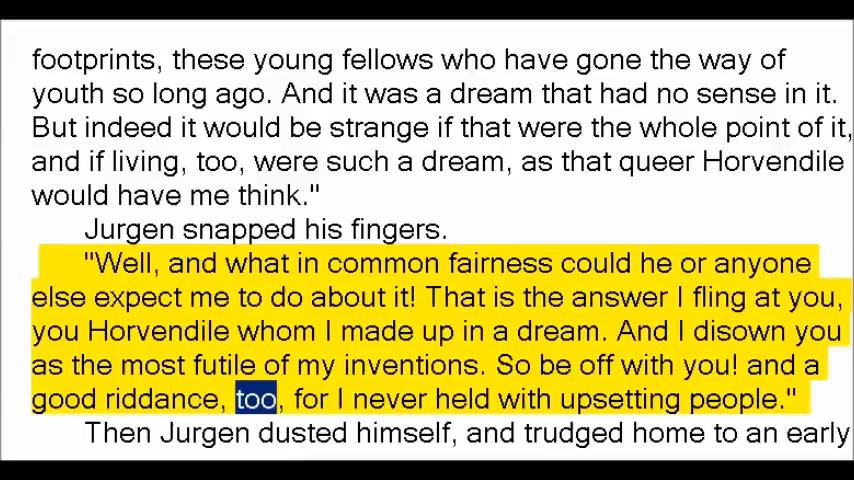 footprints, these young fellows who have gone the way of
youth so long ago. And it was a dream that had no sense in it.
But indeed it would be strange if that were the whole point of it,
and if living, too, were such a dream, as that queer Horvendile
would have me think."
Jurgen snapped his fingers.
"Well, and what in common fairness could he or anyone
else expect me to do about it! That is the answer I fling at you,
you Horvendile whom I made up in a dream. And I disown you
as the most futile of my inventions. So be off with you! and a
good riddance, too, for I never held with upsetting people."
Then Jurgen dusted himself, and trudged home to an early